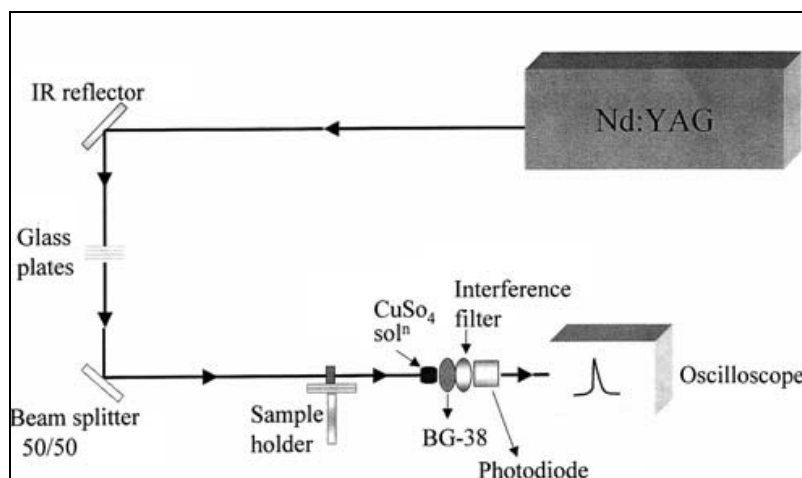 IR reflector
Nd:YAG
Glass
plates
Interference
filter
CuSo₄
solⁿ
Oscilloscope
Beam splitter
50/50
Sample
holder
BG-38
Photodiode